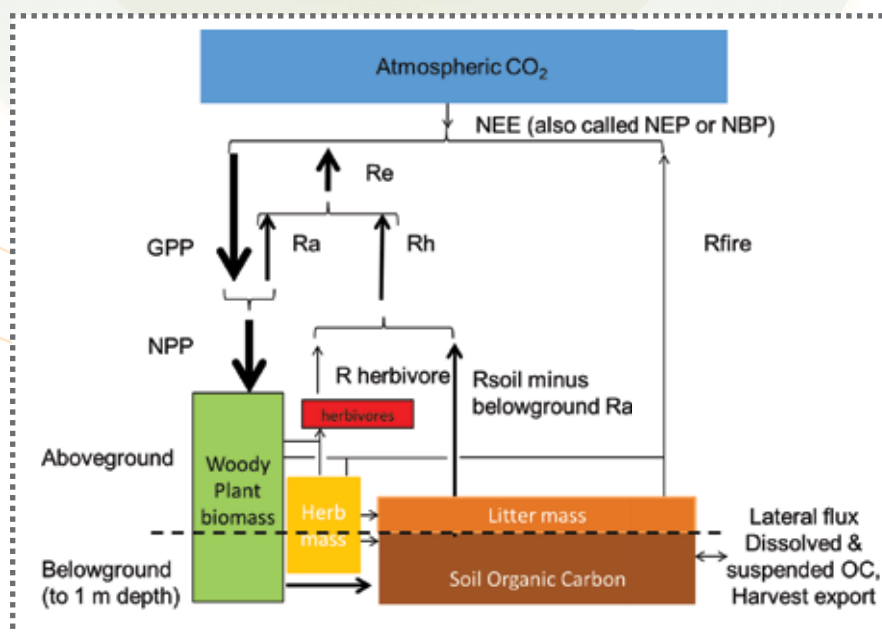 Atmospheric CO₂
NEE (also called NEP or NBP)
Re
GPP
Ra
Rh
Rfire
NPP
R herbivore
Rsoil minus
belowground Ra
herbivores
Aboveground
Woody
Plant
biomass
Herb
mass
Litter mass
Soil Organic Carbon
Belowground
(to 1 m depth)
Lateral flux
Dissolved &
suspended OC,
Harvest export